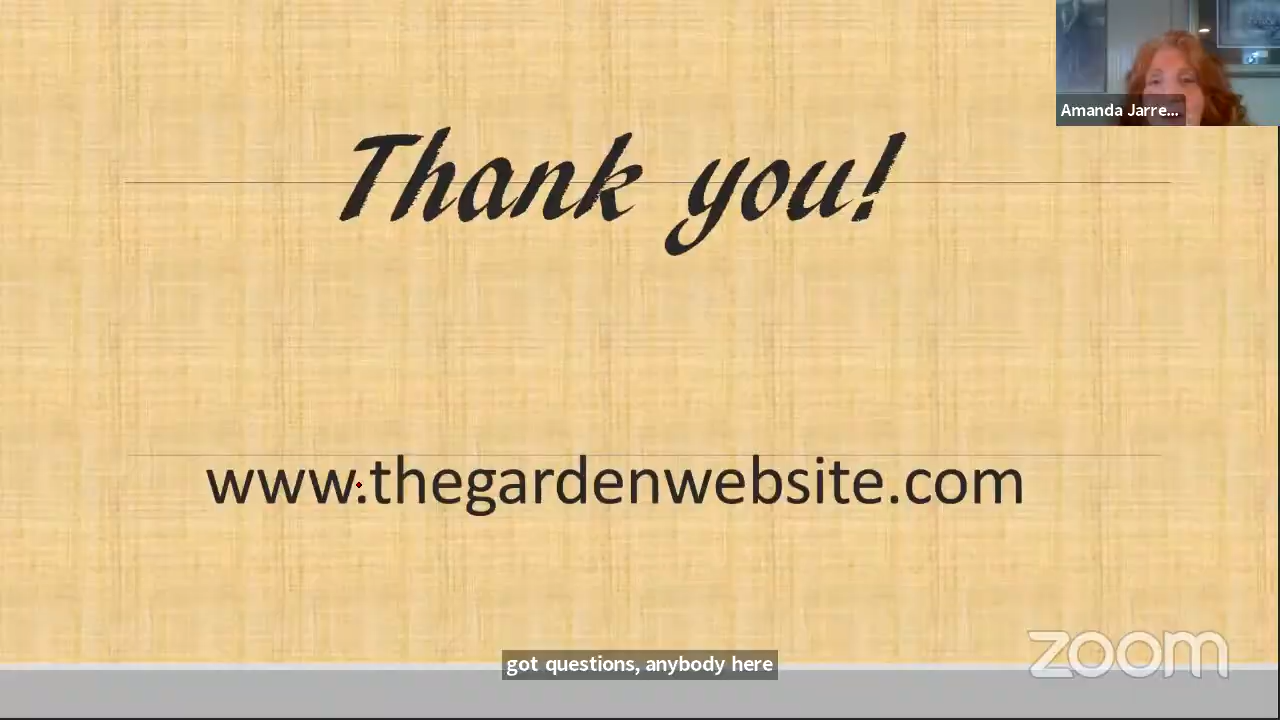 Amanda Jarre...
Thank you!
www.thegardenwebsite.com
got questions, anybody here
zoom